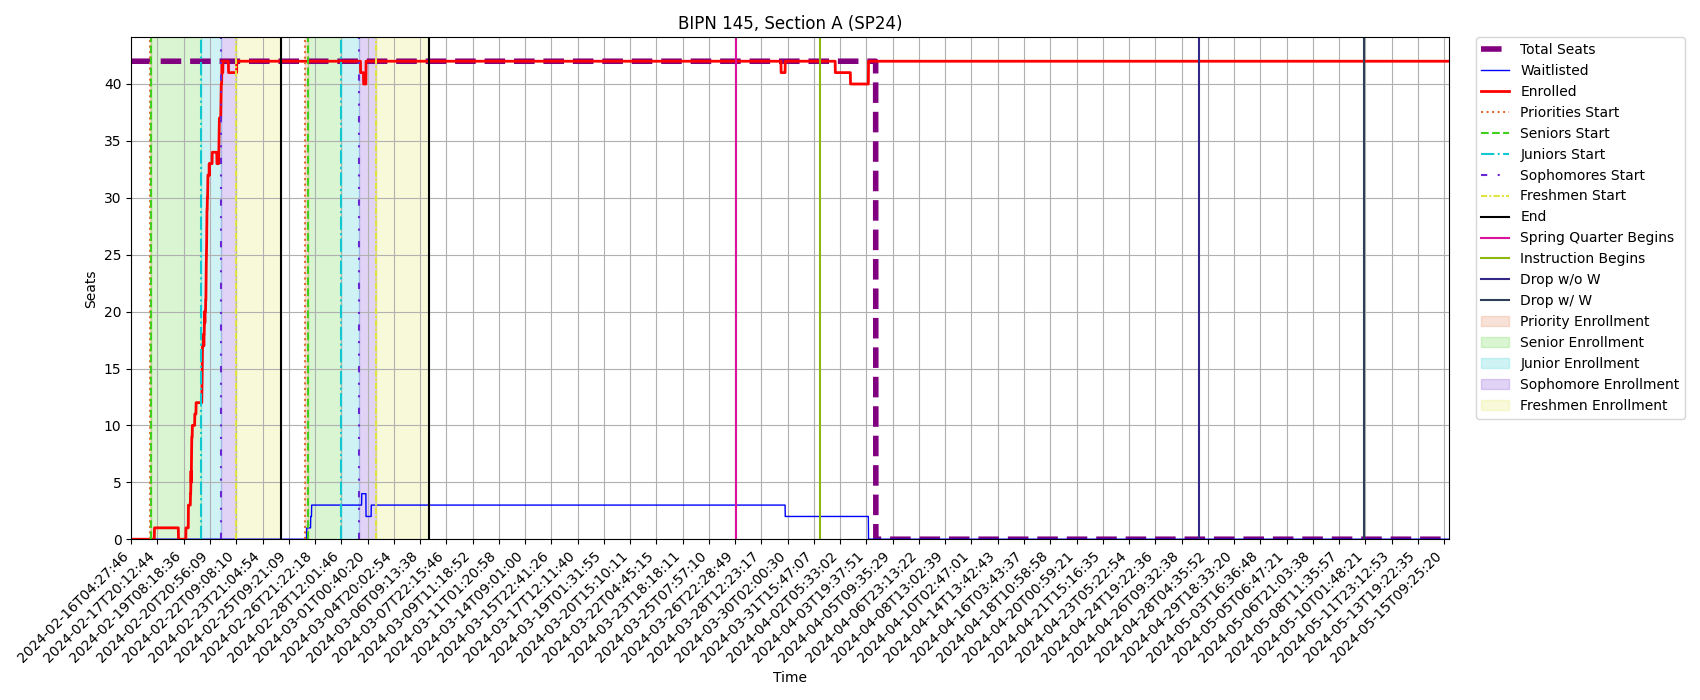 BIPN 145, Section A (SP24)
Seats
40
35
30
25
20
15
10
5
0
2024-02-16T04:27:46
2024-02-17T20:12:44
2024-02-19T08:18:36
2024-02-20T20:56:09
2024-02-22T09:08:10
2024-02-23T21:04:54
2024-02-25T09:21:09
2024-02-26T21:22:18
2024-02-28T12:01:46
2024-03-01T00:40:20
2024-03-04T20:02:54
2024-03-06T09:13:38
2024-03-07T22:15:46
2024-03-09T11:18:52
2024-03-12T01:20:58
2024-03-14T09:01:00
2024-03-15T22:41:26
2024-03-17T12:11:40
2024-03-19T01:31:55
2024-03-20T15:10:11
2024-03-22T04:45:15
2024-03-23T18:18:11
2024-03-25T07:57:10
2024-03-26T22:28:49
2024-03-28T12:23:17
2024-03-30T02:00:30
2024-03-31T15:47:07
2024-04-02T05:33:02
2024-04-03T19:37:51
2024-04-05T09:35:29
2024-04-06T23:13:22
2024-04-08T13:02:39
2024-04-10T02:47:01
2024-04-14T13:42:43
2024-04-16T03:43:37
2024-04-18T10:58:58
2024-04-20T00:59:21
2024-04-21T15:16:35
2024-04-23T05:22:54
2024-04-24T19:22:36
2024-04-26T09:32:38
2024-04-28T04:35:52
2024-04-29T18:33:20
2024-05-03T16:36:48
2024-05-05T06:47:21
2024-05-06T21:03:38
2024-05-08T11:35:57
2024-05-10T01:48:21
2024-05-11T23:12:53
2024-05-13T19:22:35
2024-05-15T09:25:20
Time
Total Seats
Waitlisted
Enrolled
Priorities Start
Seniors Start
Juniors Start
Sophomores Start
Freshmen Start
End
Spring Quarter Begins
Instruction Begins
Drop w/o W
Drop w/ W
Priority Enrollment
Senior Enrollment
Junior Enrollment
Sophomore Enrollment
Freshmen Enrollment